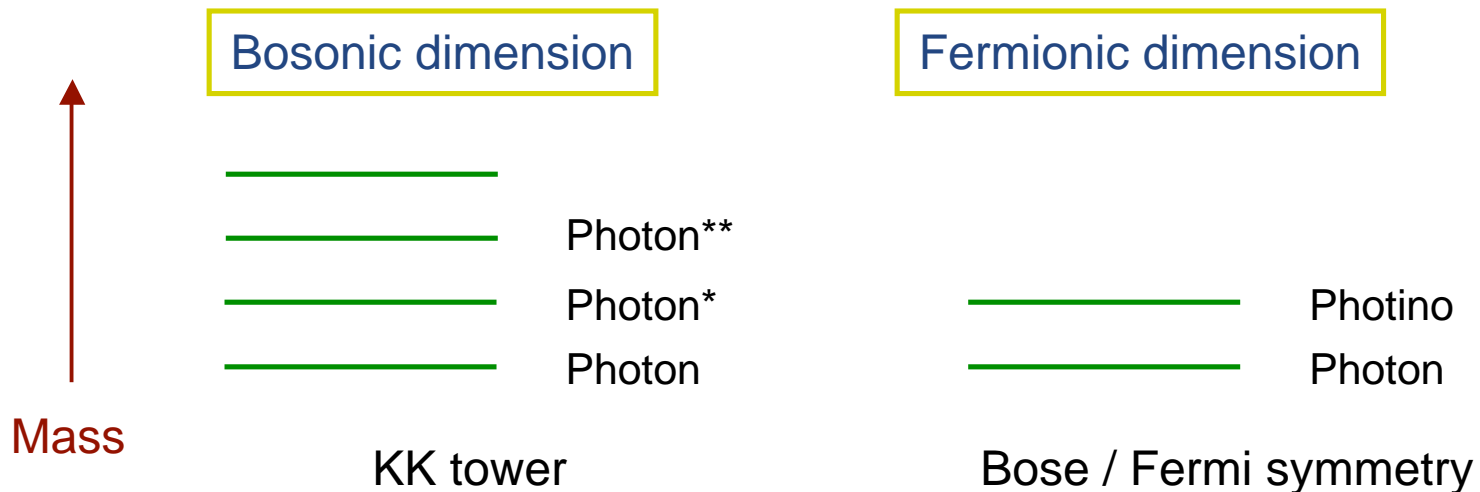 Bosonic dimension
Fermionic dimension
Photon**
Photon*
Photino
Photon
Photon
Mass
KK tower
Bose / Fermi symmetry